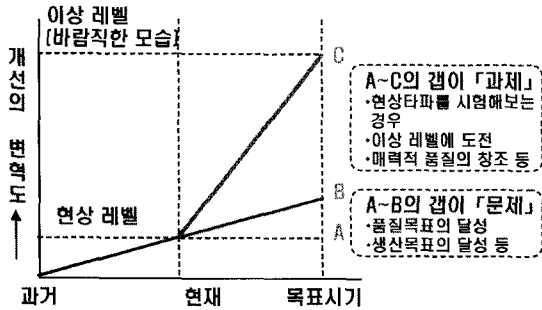 이상 레벨
[바람직한 모습]
개선의 변혁도
현상 레벨
C
B
A
과거
현재
목표시기
A~C의 갭이 「과제」
·현상타파를 시험해보는
경우
·이상 레벨에 도전
·매력적 품질의 창조 등
A~B의 갭이 「문제」
·품질목표의 달성
·생산목표의 달성 등